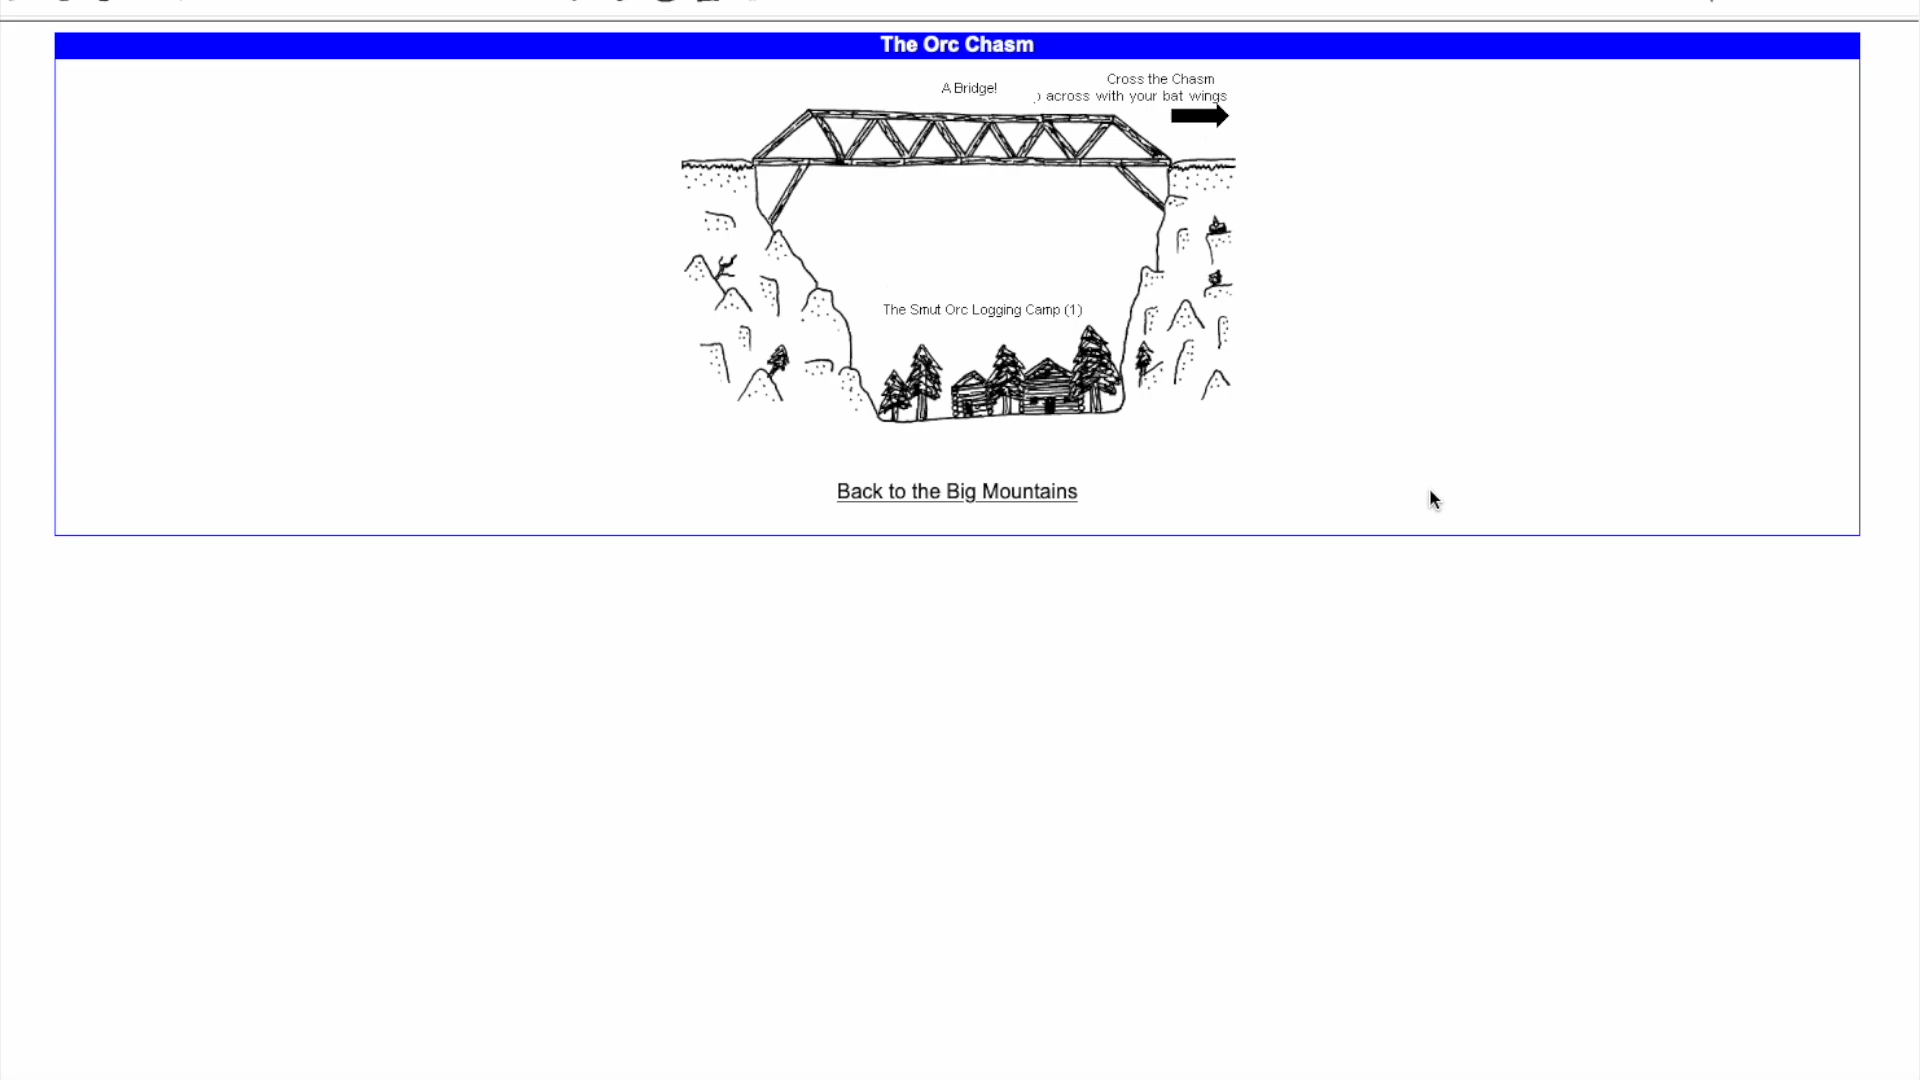 The Orc Chasm
A Bridge!
Cross the Chasm
across with your bat wings
The Smut Orc Logging Camp (1)
Back to the Big Mountains